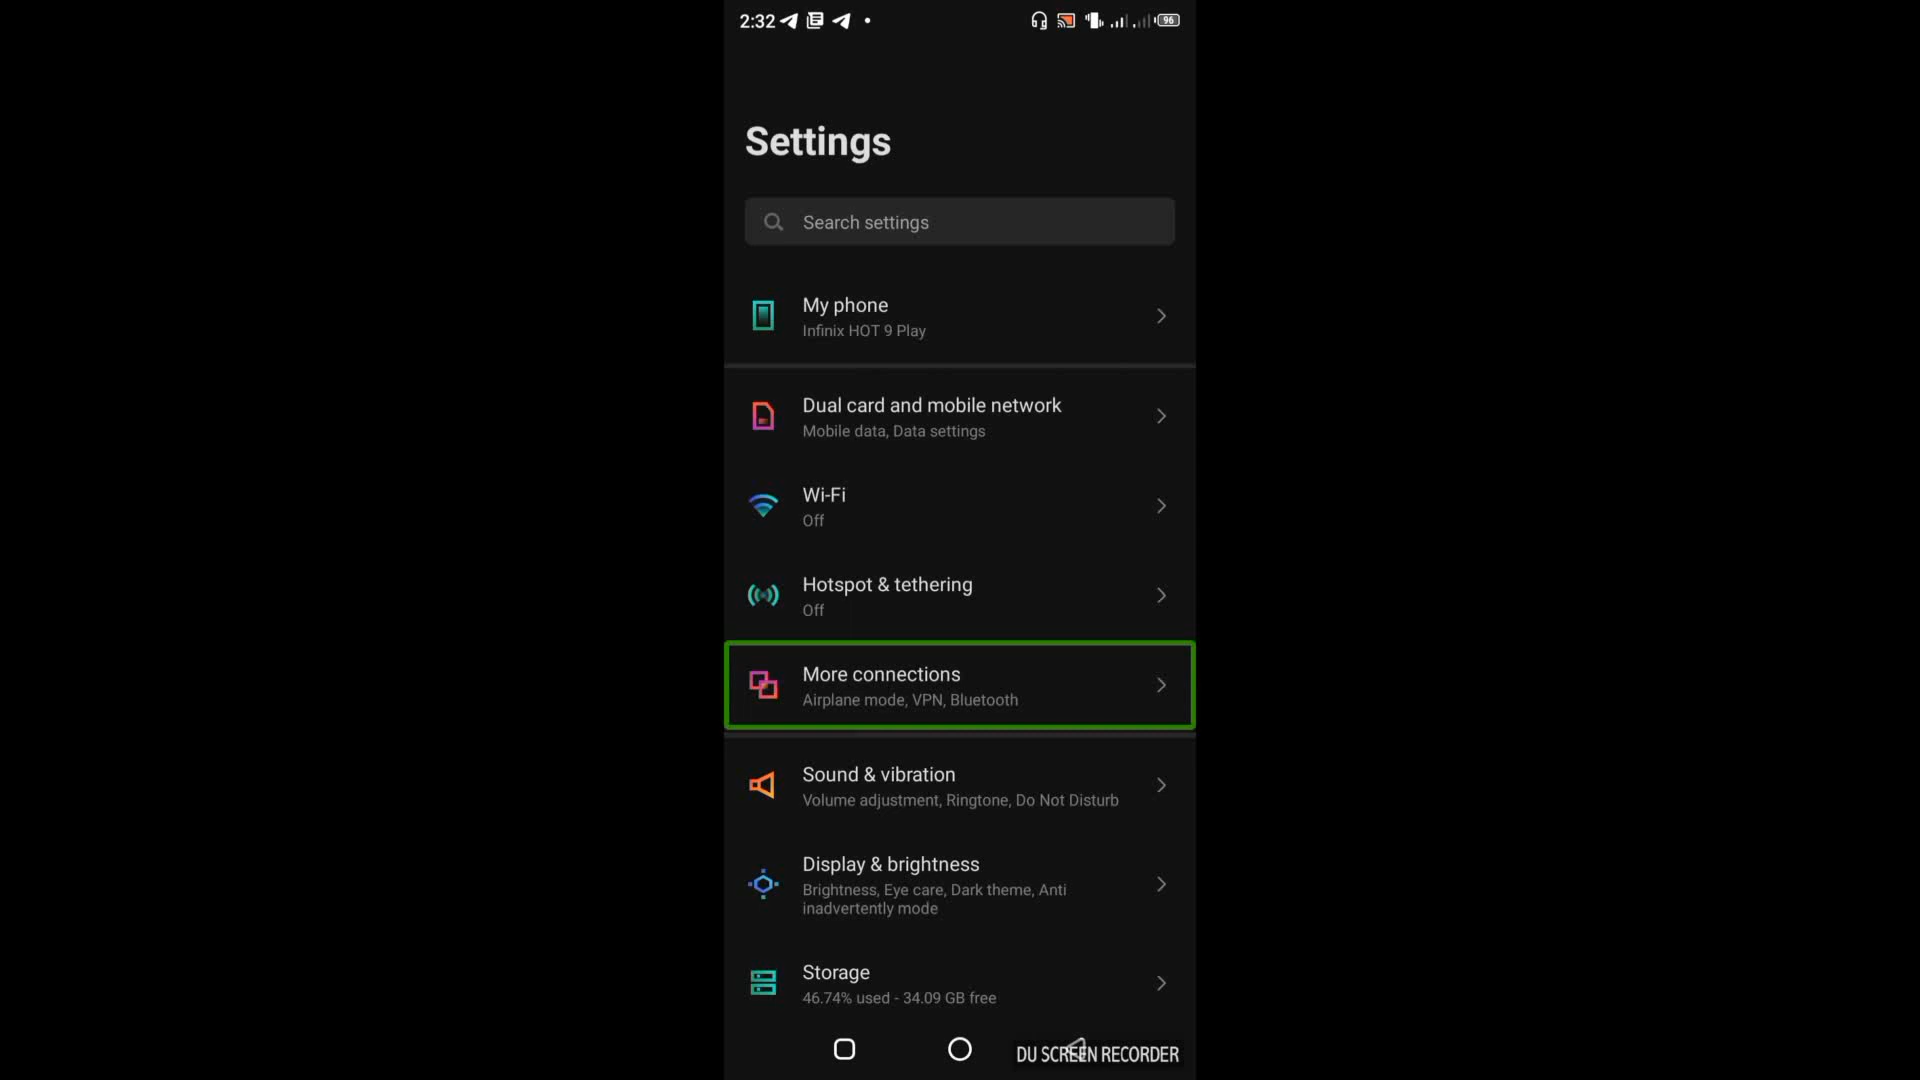 2:32
96
Settings
Search settings
My phone
Infinix HOT 9 Play
Dual card and mobile network
Mobile data, Data settings
Wi-Fi
Off
Hotspot & tethering
Off
More connections
Airplane mode, VPN, Bluetooth
Sound & vibration
Volume adjustment, Ringtone, Do Not Disturb
Display & brightness
Brightness, Eye care, Dark theme, Anti
inadvertently mode
Storage
46.74% used - 34.09 GB free
DU SCREEN RECORDER